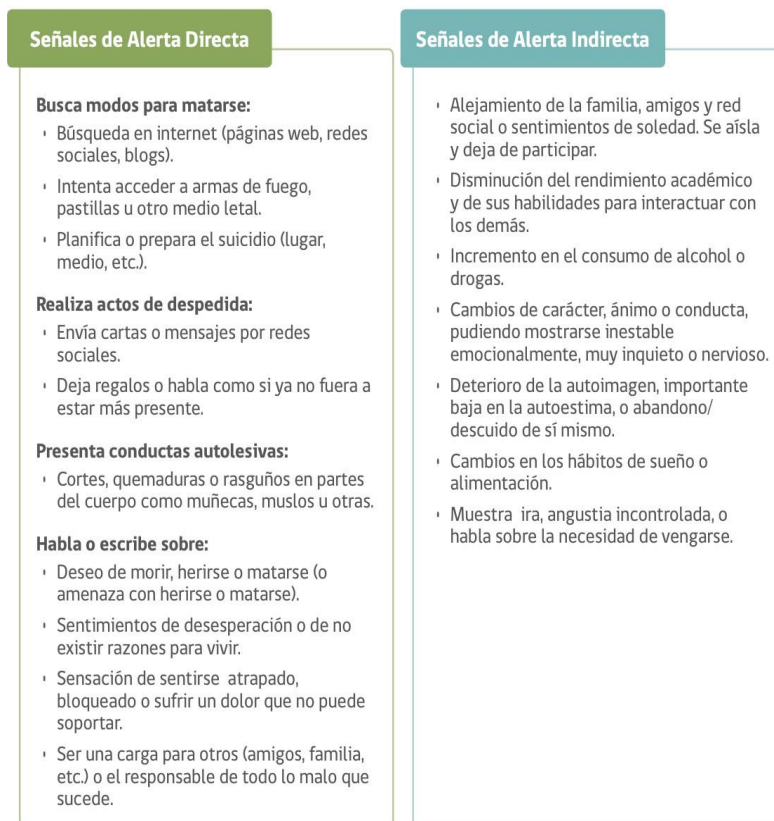 Señales de Alerta Directa
Busca modos para matarse:
Búsqueda en internet (páginas web, redes
sociales, blogs).
Intenta acceder a armas de fuego,
pastillas u otro medio letal.
Planifica o prepara el suicidio (lugar,
medio, etc.).
Realiza actos de despedida:
Envía cartas o mensajes por redes
sociales.
Deja regalos o habla como si ya no fuera a
estar más presente.
Presenta conductas autolesivas:
Cortes, quemaduras o rasguños en partes
del cuerpo como muñecas, muslos u otras.
Habla o escribe sobre:
Deseo de morir, herirse o matarse (o
amenaza con herirse o matarse).
Sentimientos de desesperación o de no
existir razones para vivir.
Sensación de sentirse atrapado,
bloqueado o sufrir un dolor que no puede
soportar.
Ser una carga para otros (amigos, familia,
etc.) o el responsable de todo lo malo que
sucede.
Señales de Alerta Indirecta
Alejamiento de la familia, amigos y red
social o sentimientos de soledad. Se aísla
y deja de participar.
Disminución del rendimiento académico
y de sus habilidades para interactuar con
los demás.
Incremento en el consumo de alcohol o
drogas.
Cambios de carácter, ánimo o conducta,
pudiendo mostrarse inestable
emocionalmente, muy inquieto o nervioso.
Deterioro de la autoimagen, importante
baja en la autoestima, o abandono/
descuido de sí mismo.
Cambios en los hábitos de sueño o
alimentación.
Muestra ira, angustia incontrolada, o
habla sobre la necesidad de vengarse.